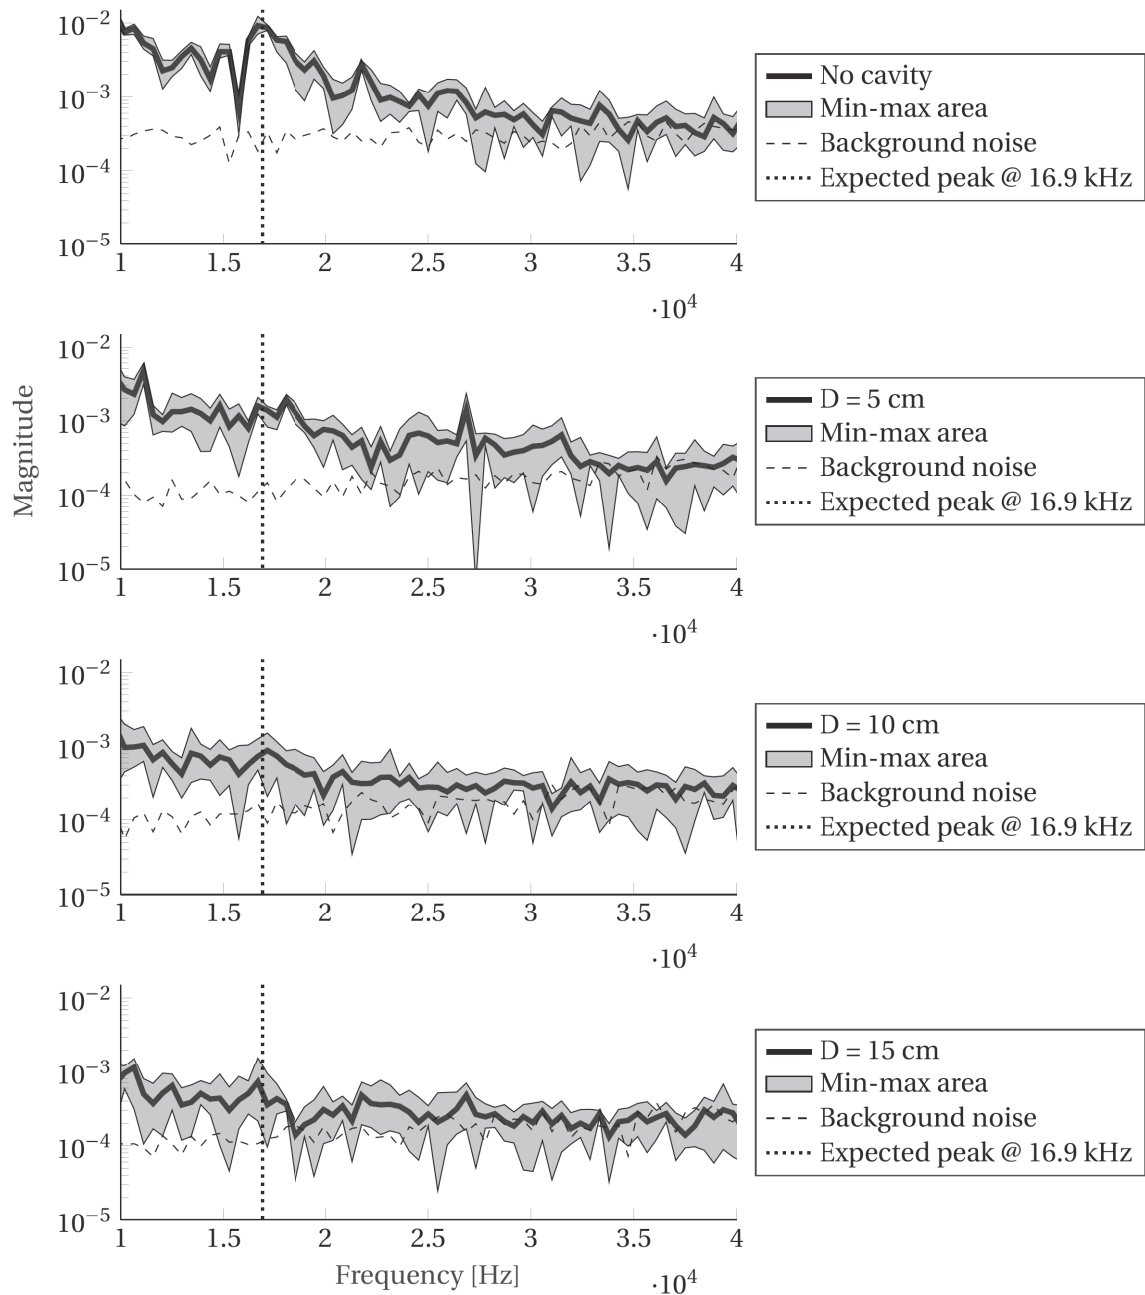 10^−2
10^−3
10^−4
10^−5
1 1.5 2 2.5 3 3.5 4
·10^4
No cavity
Min-max area
Background noise
Expected peak @ 16.9 kHz
Magnitude
10^−2
10^−3
10^−4
10^−5
1 1.5 2 2.5 3 3.5 4
·10^4
D = 5 cm
Min-max area
Background noise
Expected peak @ 16.9 kHz
10^−2
10^−3
10^−4
10^−5
1 1.5 2 2.5 3 3.5 4
·10^4
D = 10 cm
Min-max area
Background noise
Expected peak @ 16.9 kHz
10^−2
10^−3
10^−4
10^−5
1 1.5 2 2.5 3 3.5 4
Frequency [Hz]
·10^4
D = 15 cm
Min-max area
Background noise
Expected peak @ 16.9 kHz